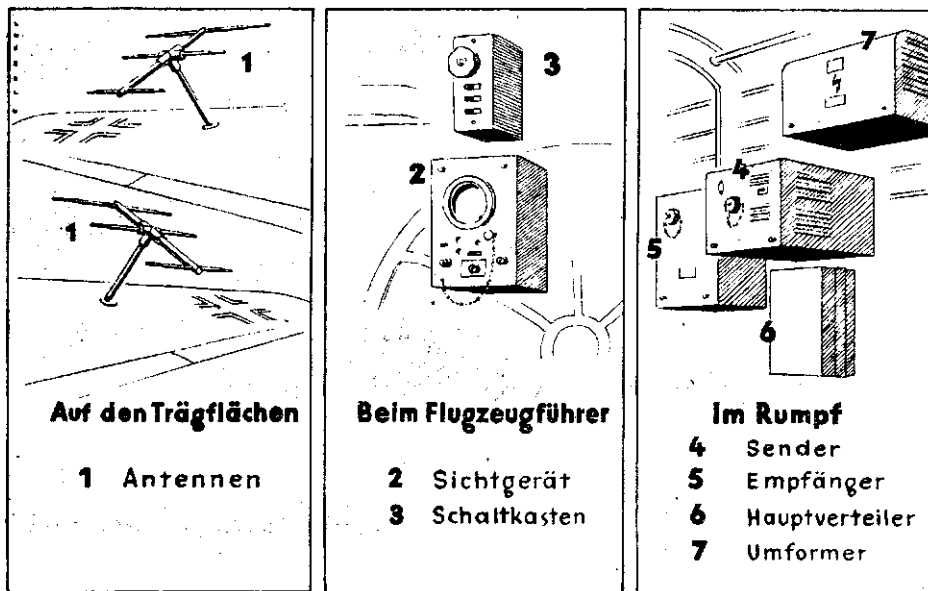 1
1
Auf den Trägflächen
1 Antennen
3
2
Beim Flugzeugführer
2 Sichtgerät
3 Schaltkasten
7
4
5
6
Im Rumpf
4 Sender
5 Empfänger
6 Hauptverteiler
7 Umformer